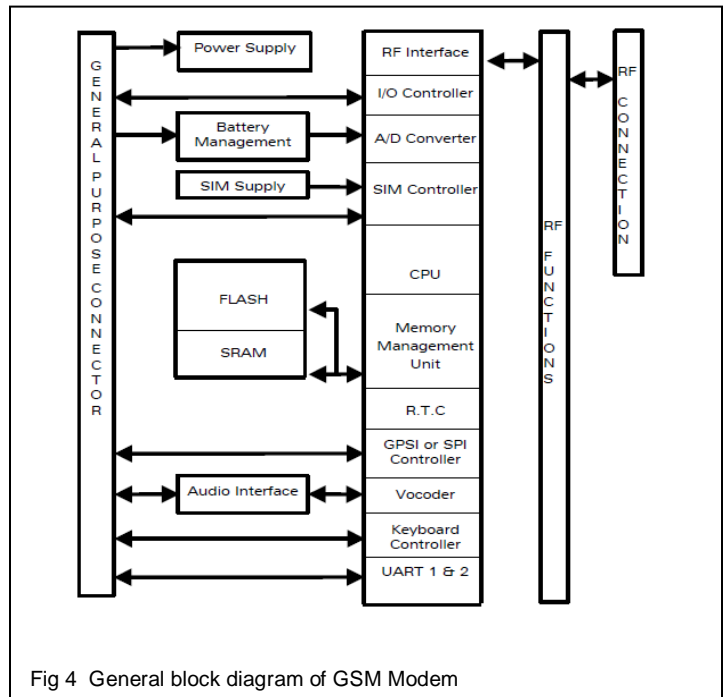 GENERAL PURPOSE CONNECTOR
Power Supply
Battery
Management
SIM Supply
FLASH
SRAM
Audio Interface
RF Interface
I/O Controller
A/D Converter
SIM Controller
CPU
Memory
Management
Unit
R.T.C
GPSI or SPI
Controller
Vocoder
Keyboard
Controller
UART 1 & 2
RF FUNCTIONS
RF CONNECTION
Fig 4 General block diagram of GSM Modem